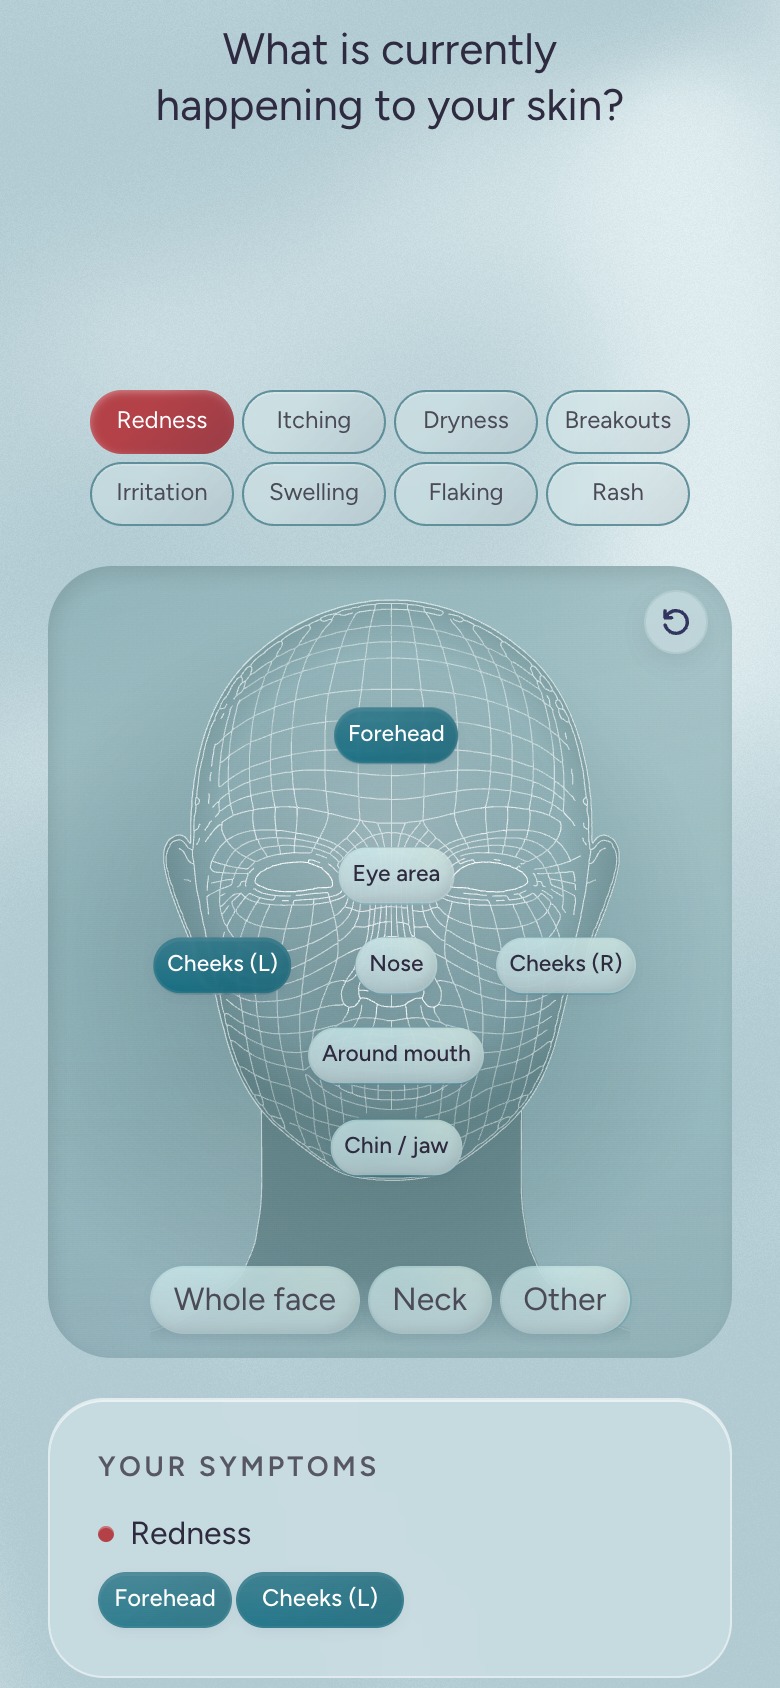 What is currently
happening to your skin?
Redness Itching Dryness Breakouts
Irritation Swelling Flaking Rash
Forehead
Eye area
Cheeks (L) Nose Cheeks (R)
Around mouth
Chin / jaw
Whole face Neck Other
YOUR SYMPTOMS
Redness
Forehead Cheeks (L)